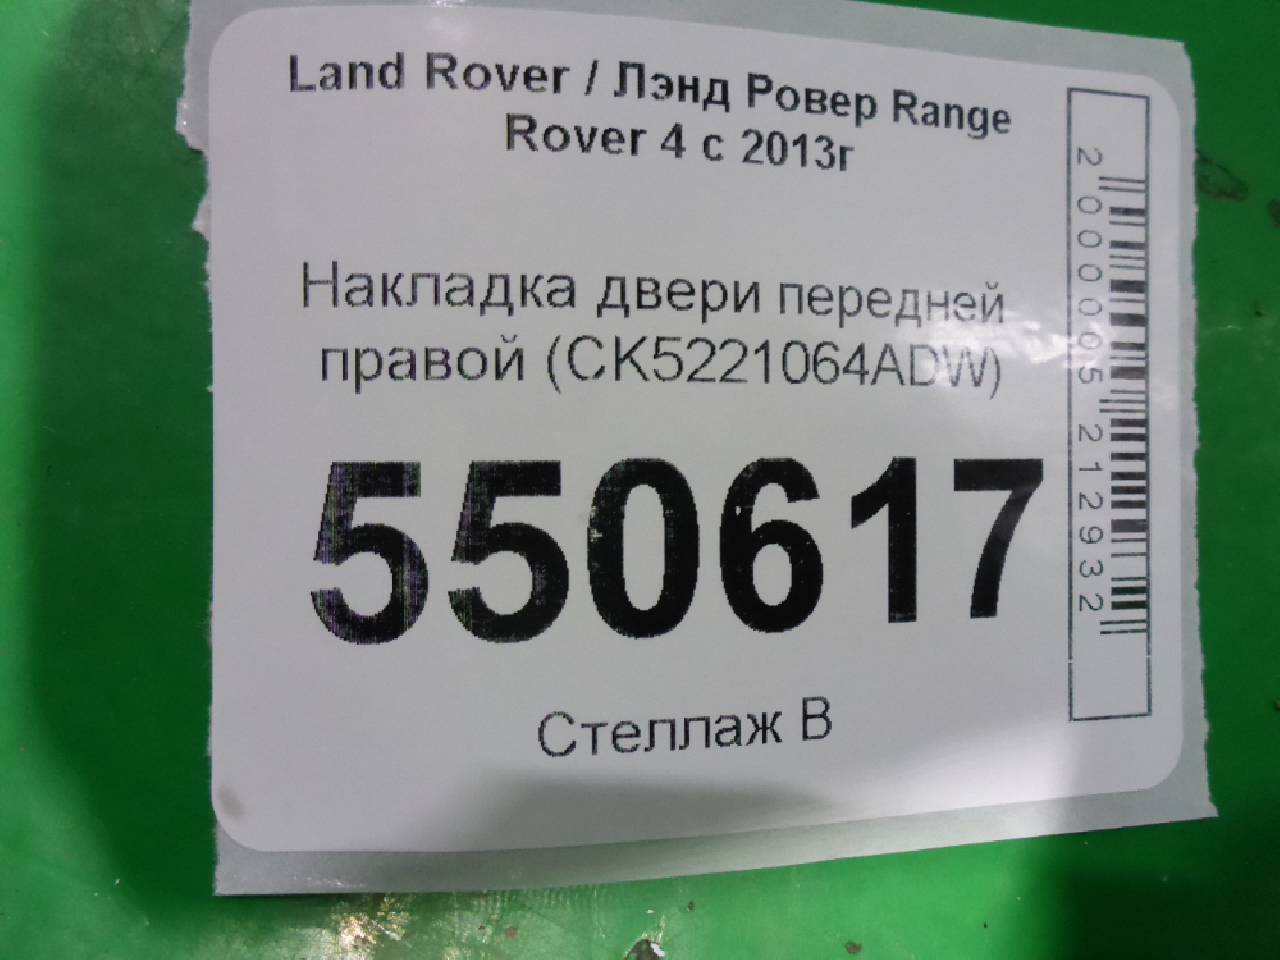 Land Rover / Лэнд Ровер Range
Rover 4 с 2013г
Накладка двери передней
правой (CK5221064ADW)
550617
Стеллаж В
2000005212932